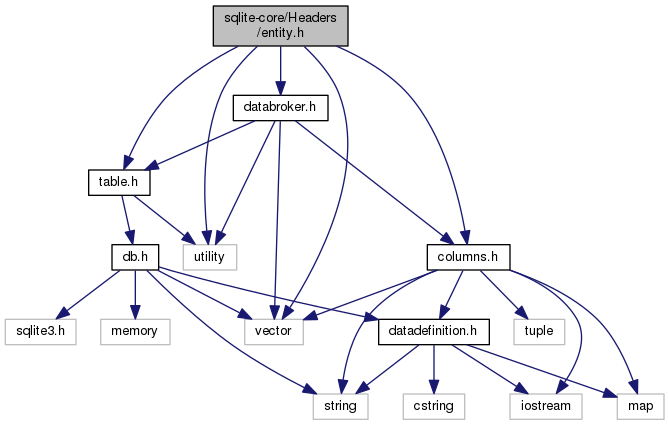 sqlite-core/Headers
/entity.h
databroker.h
table.h
db.h
utility
columns.h
sqlite3.h
memory
vector
datadefinition.h
tuple
string
cstring
iostream
map